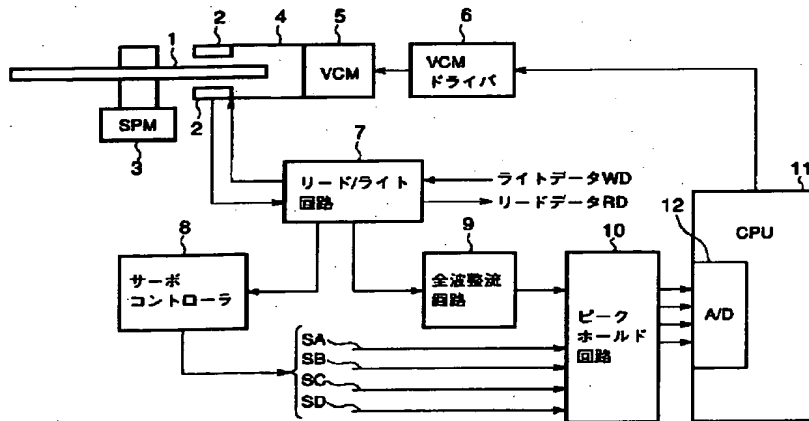 1
2
4
5
6
VCM
VCM
ドライバ
SPM
3
2
7
リード/ライト
回路
ライトデータWD
リードデータRD
11
8
サーボ
コントローラ
9
全波整流
回路
10
ピーク
ホールド
回路
12
CPU
A/D
SA
SB
SC
SD